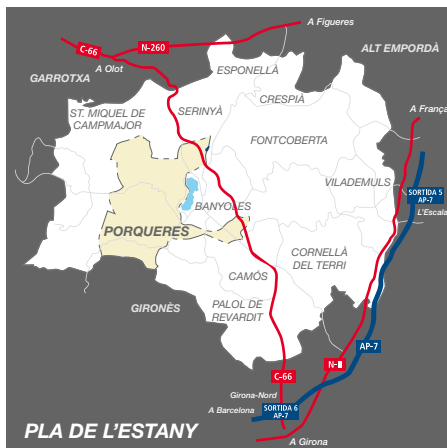 A Figueres
C-66
N-260
ALT EMPORDÀ
A Olot
ESPONELLÀ
GARROTXA
CRESPIÀ
ST. MIQUEL DE
CAMPMAJOR
SERINYÀ
A França
FONTCOBERTA
VILADEMULS
SORTIDA 5
AP-7
BANYOLES
L'Escala
PORQUERES
CORNELLÀ
DEL TERRI
CAMÓS
GIRONÈS
PALOL DE
REVARDIT
AP-7
C-66
N-II
Girona-Nord
A Barcelona
SORTIDA 6
AP-7
PLA DE L'ESTANY
A Girona